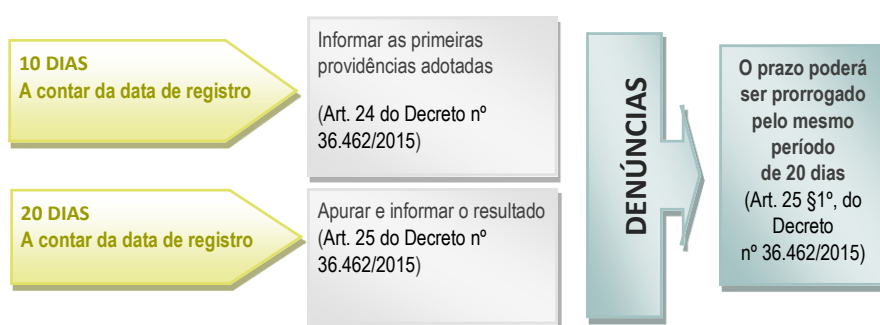 10 DIAS
A contar da data de registro
Informar as primeiras
providências adotadas
(Art. 24 do Decreto nº
36.462/2015)
20 DIAS
A contar da data de registro
Apurar e informar o resultado
(Art. 25 do Decreto nº
36.462/2015)
DENÚNCIAS
O prazo poderá
ser prorrogado
pelo mesmo
período
de 20 dias
(Art. 25 §1º, do
Decreto
nº 36.462/2015)